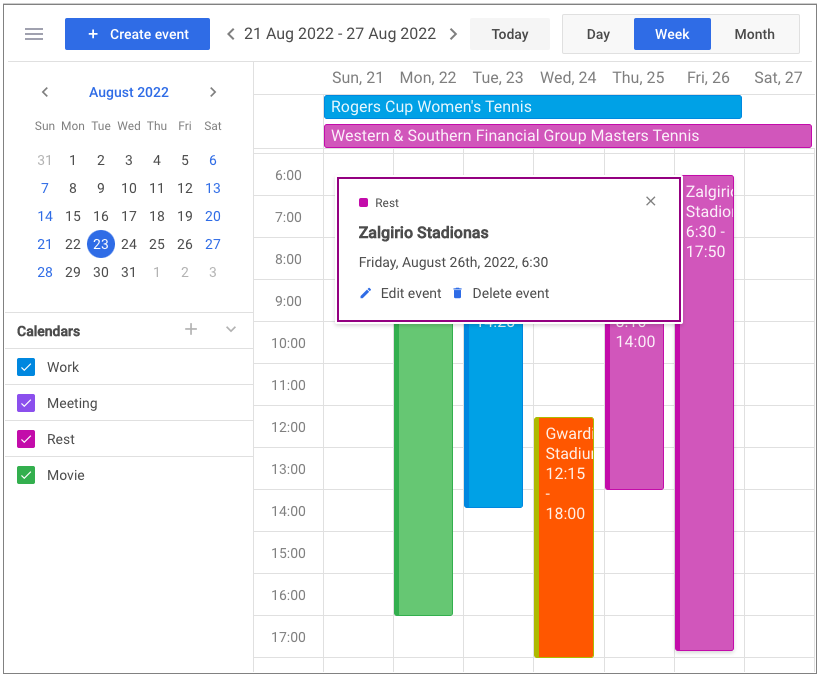 Create event
21 Aug 2022 - 27 Aug 2022
Today
Day
Week
Month
August 2022
Sun Mon Tue Wed Thu Fri Sat
31 1 2 3 4 5 6
7 8 9 10 11 12 13
14 15 16 17 18 19 20
21 22 23 24 25 26 27
28 29 30 31 1 2 3
Calendars
Work
Meeting
Rest
Movie
Sun, 21 Mon, 22 Tue, 23 Wed, 24 Thu, 25 Fri, 26 Sat, 27
Rogers Cup Women's Tennis
Western & Southern Financial Group Masters Tennis
6:00
7:00
8:00
9:00
10:00
11:00
12:00
13:00
14:00
15:00
16:00
17:00
Rest
Zalgirio Stadionas
Friday, August 26th, 2022, 6:30
Edit event
Delete event
Gwardi
Stadiu
12:15
-
18:00
14:00
Zalgiri
Stadio
6:30 -
17:50